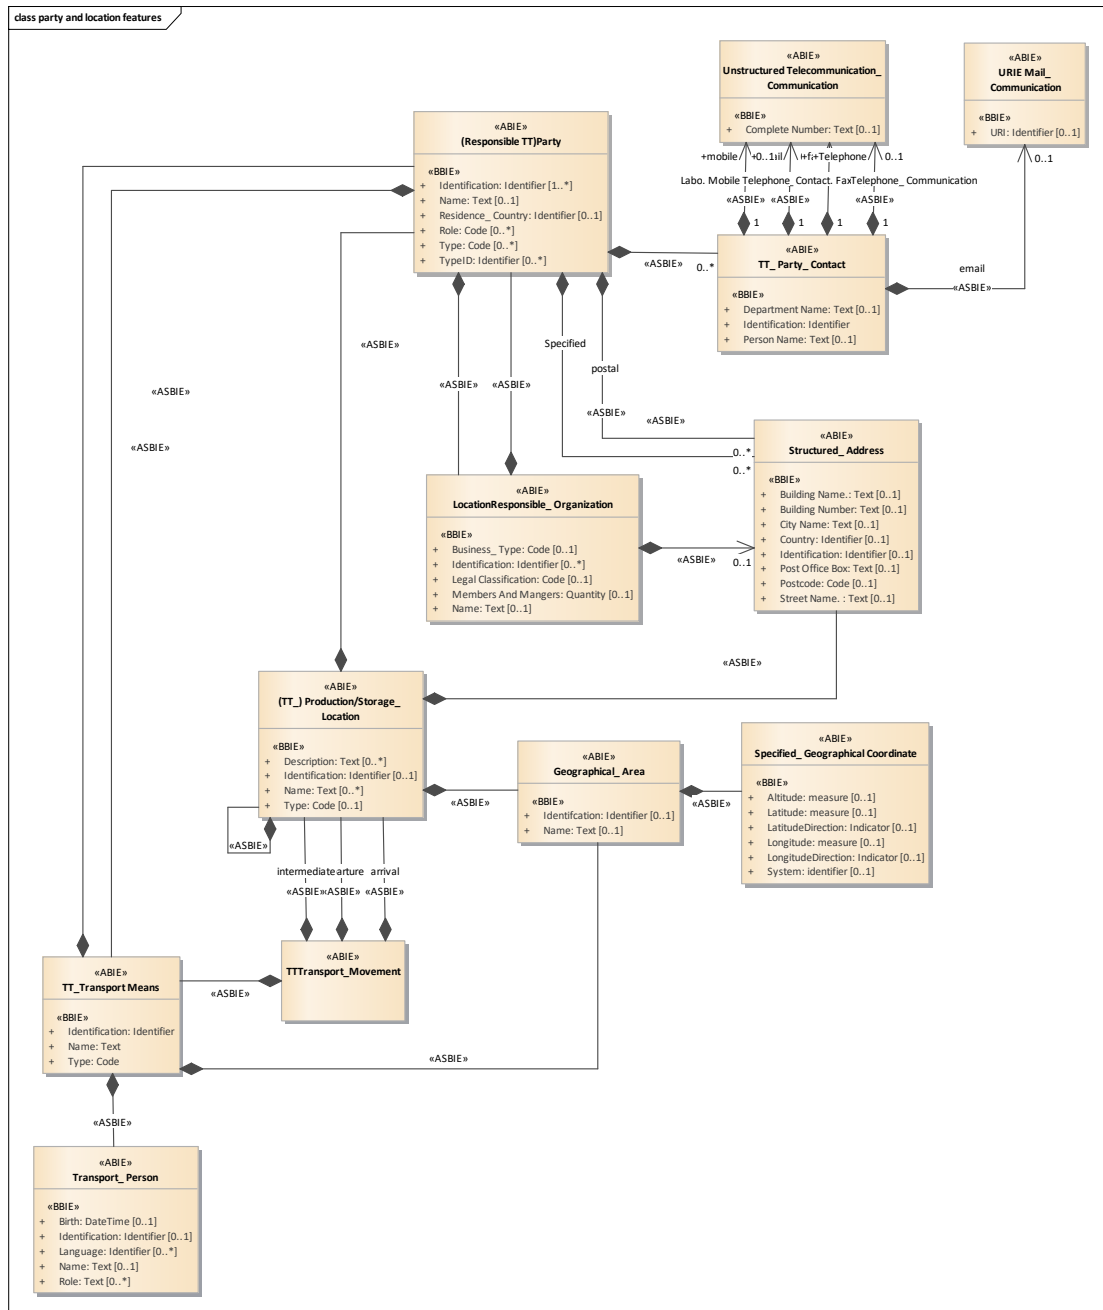 class party and location features
«ABIE»
Unstructured Telecommunication_
Communication
«BBIE»
+ Complete Number: Text [0..1]
«ABIE»
URIE Mail_
Communication
«BBIE»
+ URI: Identifier [0..1]
«ABIE»
(Responsible TT)Party
«BBIE»
+ Identification: Identifier [1..*]
+ Name: Text [0..1]
+ Residence_ Country: Identifier [0..1]
+ Role: Code [0..*]
+ Type: Code [0..*]
+ TypeID: Identifier [0..*]
+mobile
+Telephone
0..1
0..1
Labo. Mobile Telephone_ Contact. FaxTelephone_ Communication
«ASBIE»
«ASBIE»
«ASBIE»
1
1
1
1
«ABIE»
TT_ Party_ Contact
«BBIE»
+ Department Name: Text [0..1]
+ Identification: Identifier
+ Person Name: Text [0..1]
«ASBIE»
0..*
email
«ASBIE»
«ASBIE»
Specified
postal
«ASBIE»
«ASBIE»
«ASBIE»
«ASBIE»
«ASBIE»
«ASBIE»
«ASBIE»
0..*
0..*
«ABIE»
Structured_ Address
«BBIE»
+ Building Name.: Text [0..1]
+ Building Number: Text [0..1]
+ City Name: Text [0..1]
+ Country: Identifier [0..1]
+ Identification: Identifier [0..1]
+ Post Office Box: Text [0..1]
+ Postcode: Code [0..1]
+ Street Name. : Text [0..1]
«ABIE»
LocationResponsible_ Organization
«BBIE»
+ Business_ Type: Code [0..1]
+ Identification: Identifier [0..*]
+ Legal Classification: Code [0..1]
+ Members And Mangers: Quantity [0..1]
+ Name: Text [0..1]
«ASBIE»
0..1
«ASBIE»
«ABIE»
(TT_) Production/Storage_
Location
«BBIE»
+ Description: Text [0..*]
+ Identification: Identifier [0..1]
+ Name: Text [0..*]
+ Type: Code [0..1]
«ASBIE»
«ASBIE»
«ABIE»
Geographical_ Area
«BBIE»
+ Identifcation: Identifier [0..1]
+ Name: Text [0..1]
«ASBIE»
«ABIE»
Specified_ Geographical Coordinate
«BBIE»
+ Altitude: measure [0..1]
+ Latitude: measure [0..1]
+ LatitudeDirection: Indicator [0..1]
+ Longitude: measure [0..1]
+ LongitudeDirection: Indicator [0..1]
+ System: identifier [0..1]
intermediate arture arrival
«ASBIE» «ASBIE» «ASBIE»
«ABIE»
TTTransport_Movement
«ASBIE»
«ABIE»
TT_Transport Means
«BBIE»
+ Identification: Identifier
+ Name: Text
+ Type: Code
«ASBIE»
«ASBIE»
«ABIE»
Transport_ Person
«BBIE»
+ Birth: DateTime [0..1]
+ Identification: Identifier [0..1]
+ Language: Identifier [0..*]
+ Name: Text [0..1]
+ Role: Text [0..*]